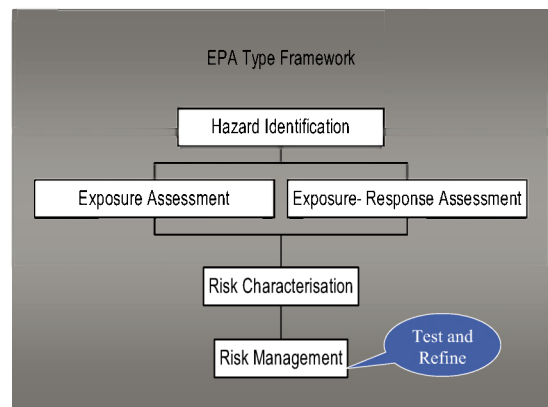 EPA Type Framework
Hazard Identification
Exposure Assessment
Exposure- Response Assessment
Risk Characterisation
Risk Management
Test and
Refine